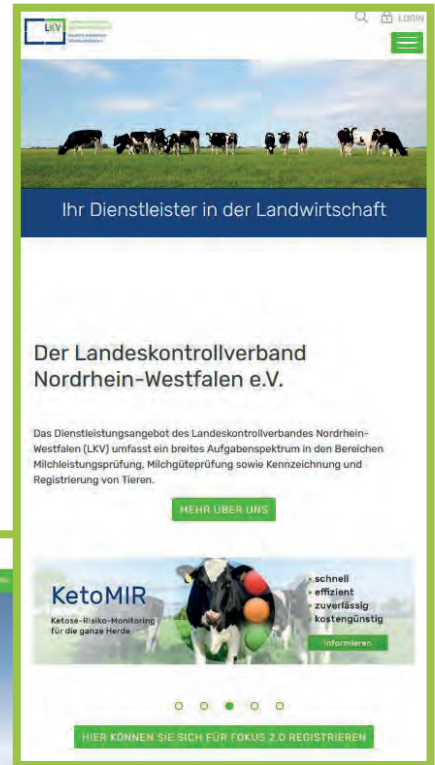 LKV
LOGIN
Ihr Dienstleister in der Landwirtschaft
Der Landeskontrollverband
Nordrhein-Westfalen e.V.
Das Dienstleistungsangebot des Landeskontrollverbandes Nordrhein-
Westfalen (LKV) umfasst ein breites Aufgabenspektrum in den Bereichen
Milchleistungsprüfung, Milchgüteprüfung sowie Kennzeichnung und
Registrierung von Tieren.
MEHR ÜBER UNS
KetoMIR
Ketose-Risiko-Monitoring
für die ganze Herde
• schnell
• effizient
• zuverlässig
• kostengünstig
Informieren
HIER KÖNNEN SIE SICH FÜR FOKUS 2.0 REGISTRIEREN